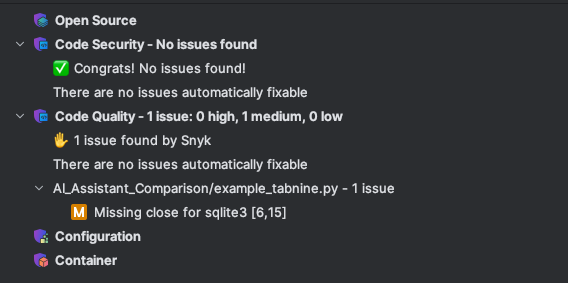 Open Source
Code Security - No issues found
✅ Congrats! No issues found!
There are no issues automatically fixable
Code Quality - 1 issue: 0 high, 1 medium, 0 low
✋ 1 issue found by Snyk
There are no issues automatically fixable
AI_Assistant_Comparison/example_tabnine.py - 1 issue
M Missing close for sqlite3 [6,15]
Configuration
Container